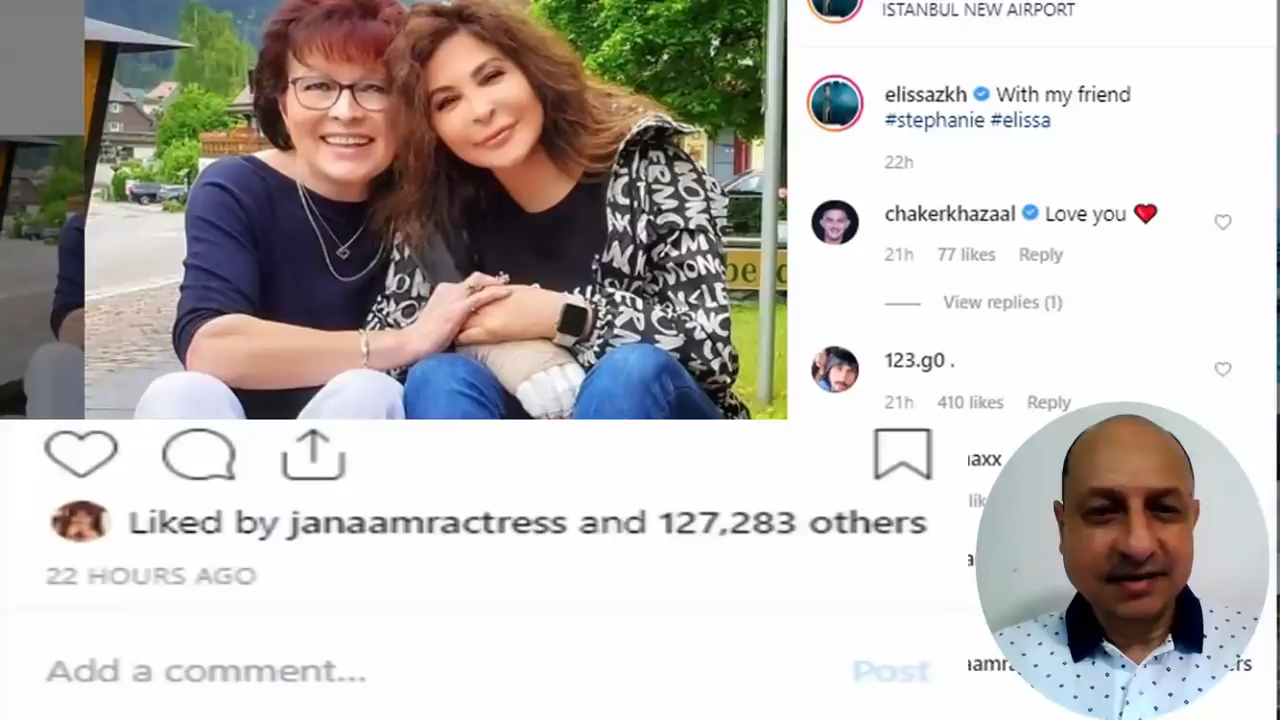 ISTANBUL NEW AIRPORT
elissazkh With my friend
#stephanie #elissa
22h
chakerkhazaal Love you
21h 77 likes Reply
View replies (1)
123.g0 .
21h 410 likes Reply
Liked by janaamractress and 127,283 others
22 HOURS AGO
Add a comment... Post